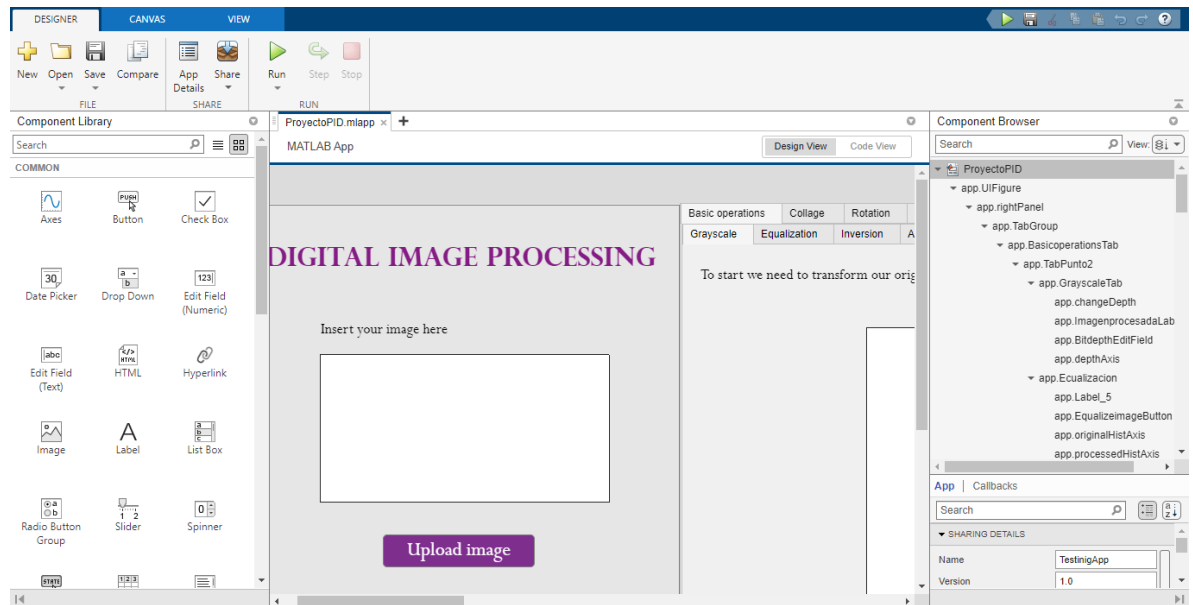 DESIGNER CANVAS VIEW
New Open Save Compare App Details Share Run Step Stop
FILE SHARE RUN
Component Library
Search
COMMON
Axes Button Check Box
Date Picker Drop Down Edit Field (Numeric)
Edit Field (Text) HTML Hyperlink
Image Label List Box
Radio Button Group Slider Spinner
ProyectoPID.mlapp × +
MATLAB App Design View Code View
DIGITAL IMAGE PROCESSING
Insert your image here
Upload image
Basic operations Collage Rotation
Grayscale Equalization Inversion A
To start we need to transform our orig
Component Browser
Search View:
ProyectoPID
app.UIFigure
app.rightPanel
app.TabGroup
app.BasicoperationsTab
app.TabPunto2
app.GrayscaleTab
app.changeDepth
app.ImagenprocesadaLab
app.BitdepthEditField
app.depthAxis
app.Ecualizacion
app.Label_5
app.EqualizeimageButton
app.originalHistAxis
app.processedHistAxis
App | Callbacks
Search
SHARING DETAILS
Name TestinigApp
Version 1.0